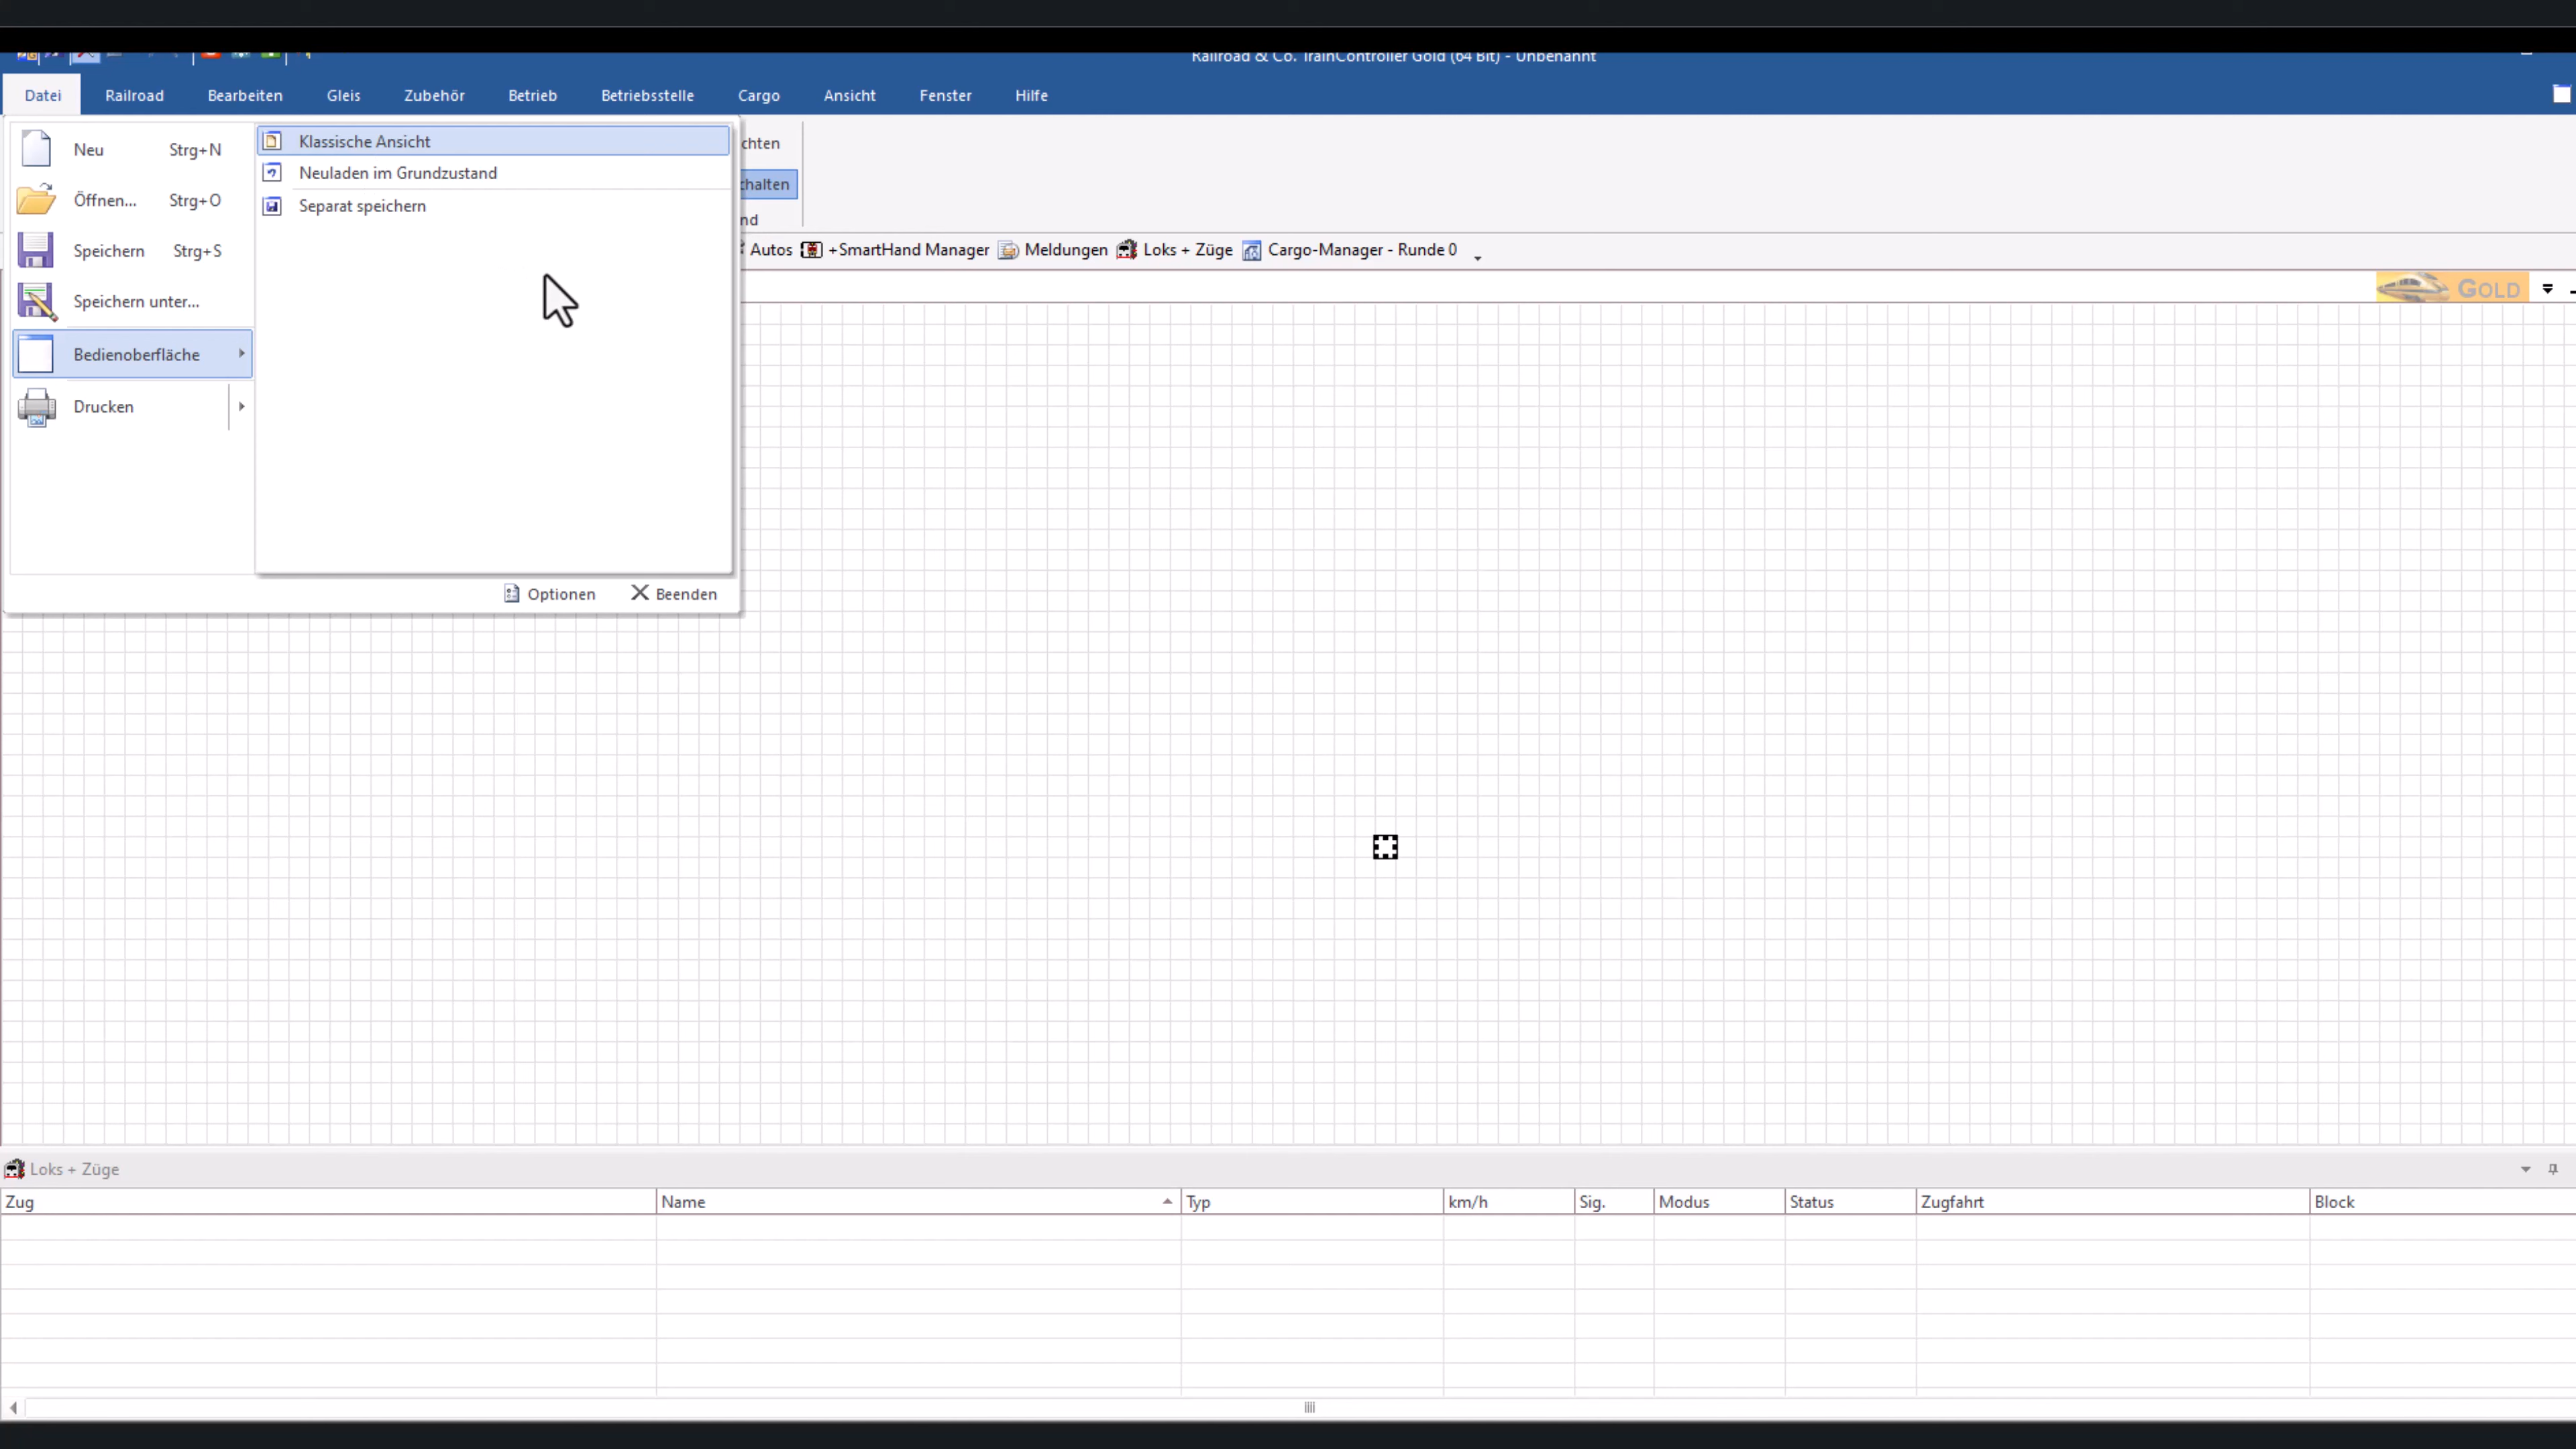 Railroad & Co. TrainController Gold (64 Bit) - Unbenannt
Datei Railroad Bearbeiten Gleis Zubehör Betrieb Betriebsstelle Cargo Ansicht Fenster Hilfe
Neu Strg+N
Öffnen... Strg+O
Speichern Strg+S
Speichern unter...
Bedienoberfläche
Drucken
Klassische Ansicht
Neuladen im Grundzustand
Separat speichern
Optionen Beenden
chten
chalten
nd
Autos +SmartHand Manager Meldungen Loks + Züge Cargo-Manager - Runde 0
GOLD
Loks + Züge
Zug Name Typ km/h Sig. Modus Status Zugfahrt Block